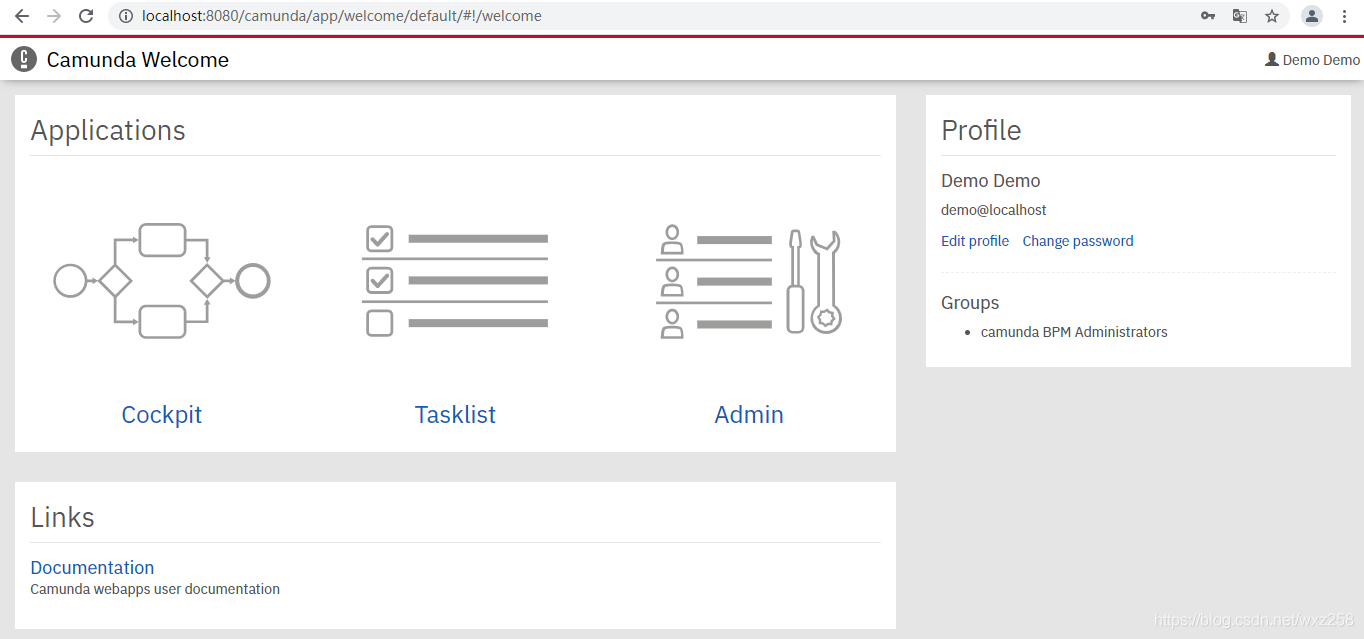 localhost:8080/camunda/app/welcome/default/#!/welcome
Camunda Welcome
Demo Demo
Applications
Cockpit
Tasklist
Admin
Profile
Demo Demo
demo@localhost
Edit profile Change password
Groups
camunda BPM Administrators
Links
Documentation
Camunda webapps user documentation
https://blog.csdn.net/wxz258